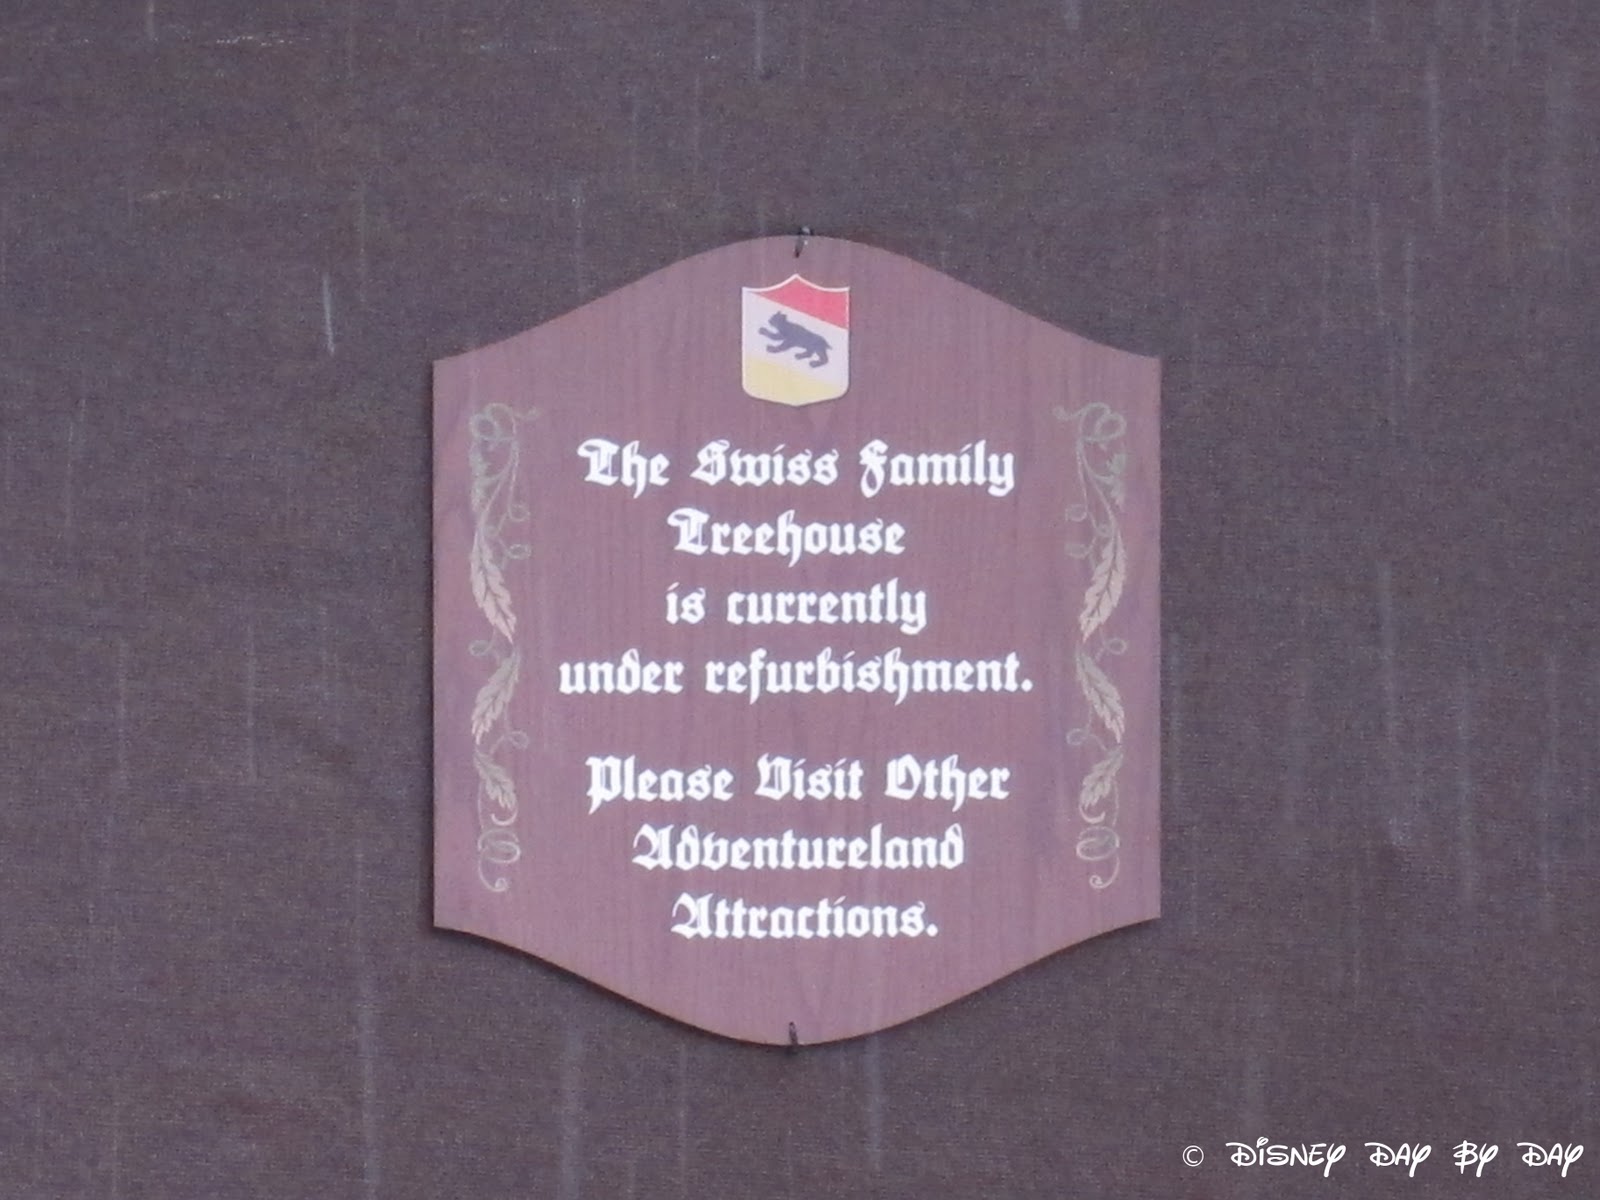 The Swiss Family
Treehouse
is currently
under refurbishment.
Please Visit Other
Adventureland
Attractions.
© DISNEY DAY BY DAY